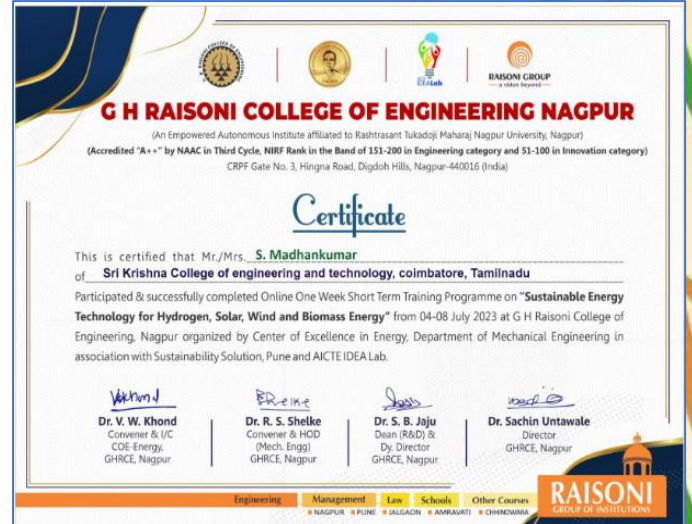 IDEALab
RAISONI GROUP
a vision beyond
G H RAISONI COLLEGE OF ENGINEERING NAGPUR
(An Empowered Autonomous Institute affiliated to Rashtrasant Tukadoji Maharaj Nagpur University, Nagpur)
(Accredited "A++" by NAAC in Third Cycle, NIRF Rank in the Band of 151-200 in Engineering category and 51-100 in Innovation category)
CRPF Gate No. 3, Hingna Road, Digdoh Hills, Nagpur-440016 (India)
Certificate
This is certified that Mr./Mrs. S. Madhankumar
of Sri Krishna College of engineering and technology, coimbatore, Tamilnadu
Participated & successfully completed Online One Week Short Term Training Programme on "Sustainable Energy
Technology for Hydrogen, Solar, Wind and Biomass Energy" from 04-08 July 2023 at G H Raisoni College of
Engineering, Nagpur organized by Center of Excellence in Energy, Department of Mechanical Engineering in
association with Sustainability Solution, Pune and AICTE IDEA Lab.
Dr. V. W. Khond Dr. R. S. Shelke Dr. S. B. Jaju Dr. Sachin Untawale
Convener & I/C Convener & HOD Dean (R&D) & Director
COE-Energy, (Mech. Engg) Dy. Director GHRCE, Nagpur
GHRCE, Nagpur GHRCE, Nagpur GHRCE, Nagpur
Engineering Management Law Schools Other Courses
NAGPUR PUNE JALGAON AMRAVATI CHHINDWARA
RAISONI
GROUP OF INSTITUTIONS